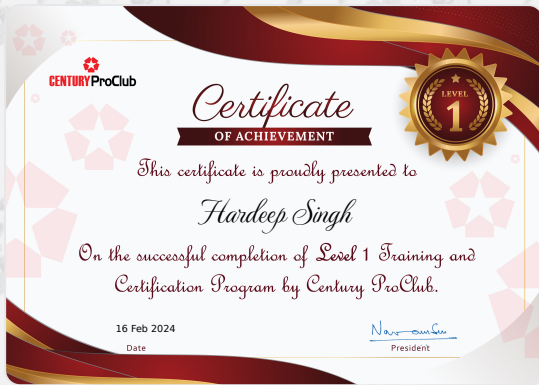 CENTURY ProClub
LEVEL
1
Certificate
OF ACHIEVEMENT
This certificate is proudly presented to
Hardeep Singh
On the successful completion of Level 1 Training and
Certification Program by Century ProClub.
16 Feb 2024
Date
President